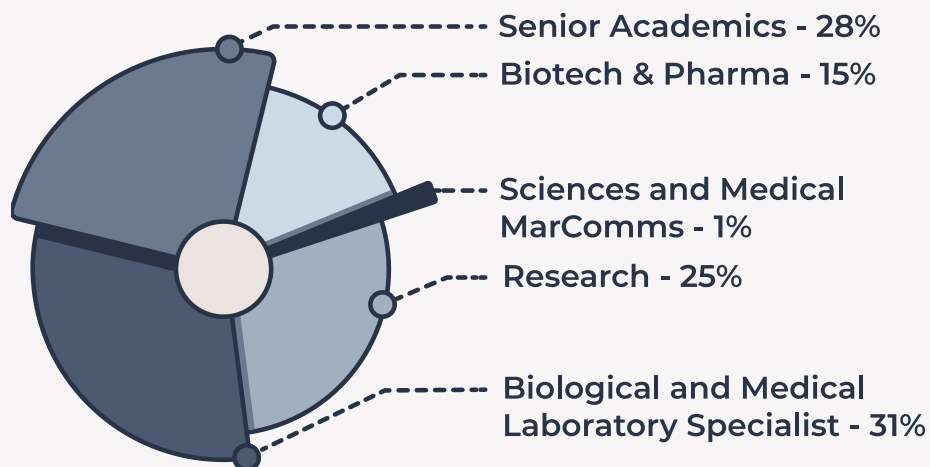 Senior Academics - 28%
Biotech & Pharma - 15%
Sciences and Medical
MarComms - 1%
Research - 25%
Biological and Medical
Laboratory Specialist - 31%